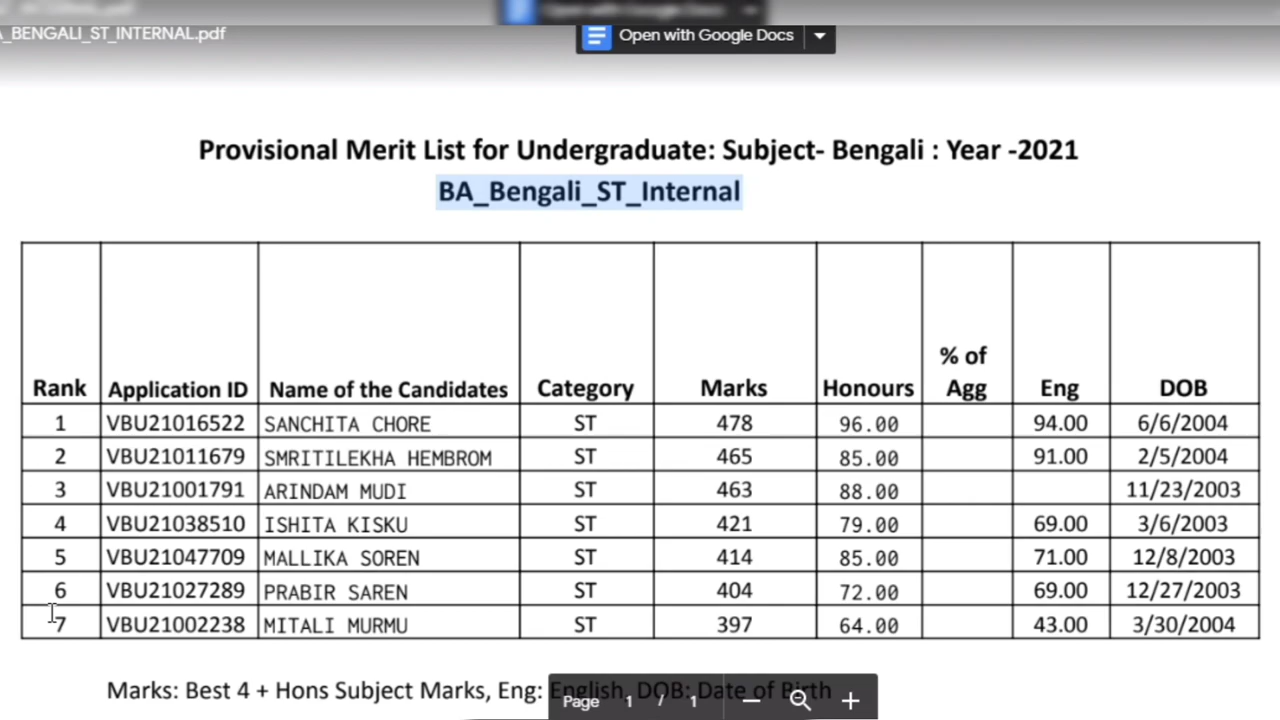 A_BENGALI_ST_INTERNAL.pdf
Open with Google Docs
Provisional Merit List for Undergraduate: Subject- Bengali : Year -2021
BA_Bengali_ST_Internal
Rank Application ID Name of the Candidates Category Marks Honours % of Agg Eng DOB
1 VBU21016522 SANCHITA CHORE ST 478 96.00 94.00 6/6/2004
2 VBU21011679 SMRITILEKHA HEMBROM ST 465 85.00 91.00 2/5/2004
3 VBU21001791 ARINDAM MUDI ST 463 88.00 11/23/2003
4 VBU21038510 ISHITA KISKU ST 421 79.00 69.00 3/6/2003
5 VBU21047709 MALLIKA SOREN ST 414 85.00 71.00 12/8/2003
6 VBU21027289 PRABIR SAREN ST 404 72.00 69.00 12/27/2003
7 VBU21002238 MITALI MURMU ST 397 64.00 43.00 3/30/2004
Marks: Best 4 + Hons Subject Marks, Eng: English, DOB: Date of Birth
Page 1 / 1